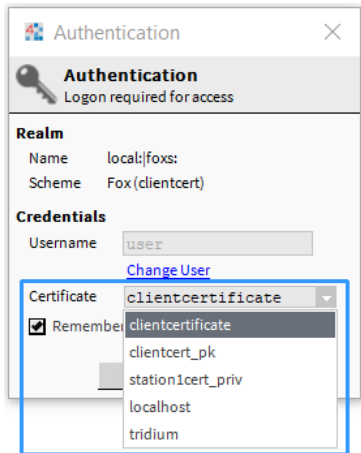 Authentication
Authentication
Logon required for access
Realm
Name local:|foxs:
Scheme Fox (clientcert)
Credentials
Username user
Change User
Certificate clientcertificate
Remember
clientcertificate
clientcert_pk
station1cert_priv
localhost
tridium